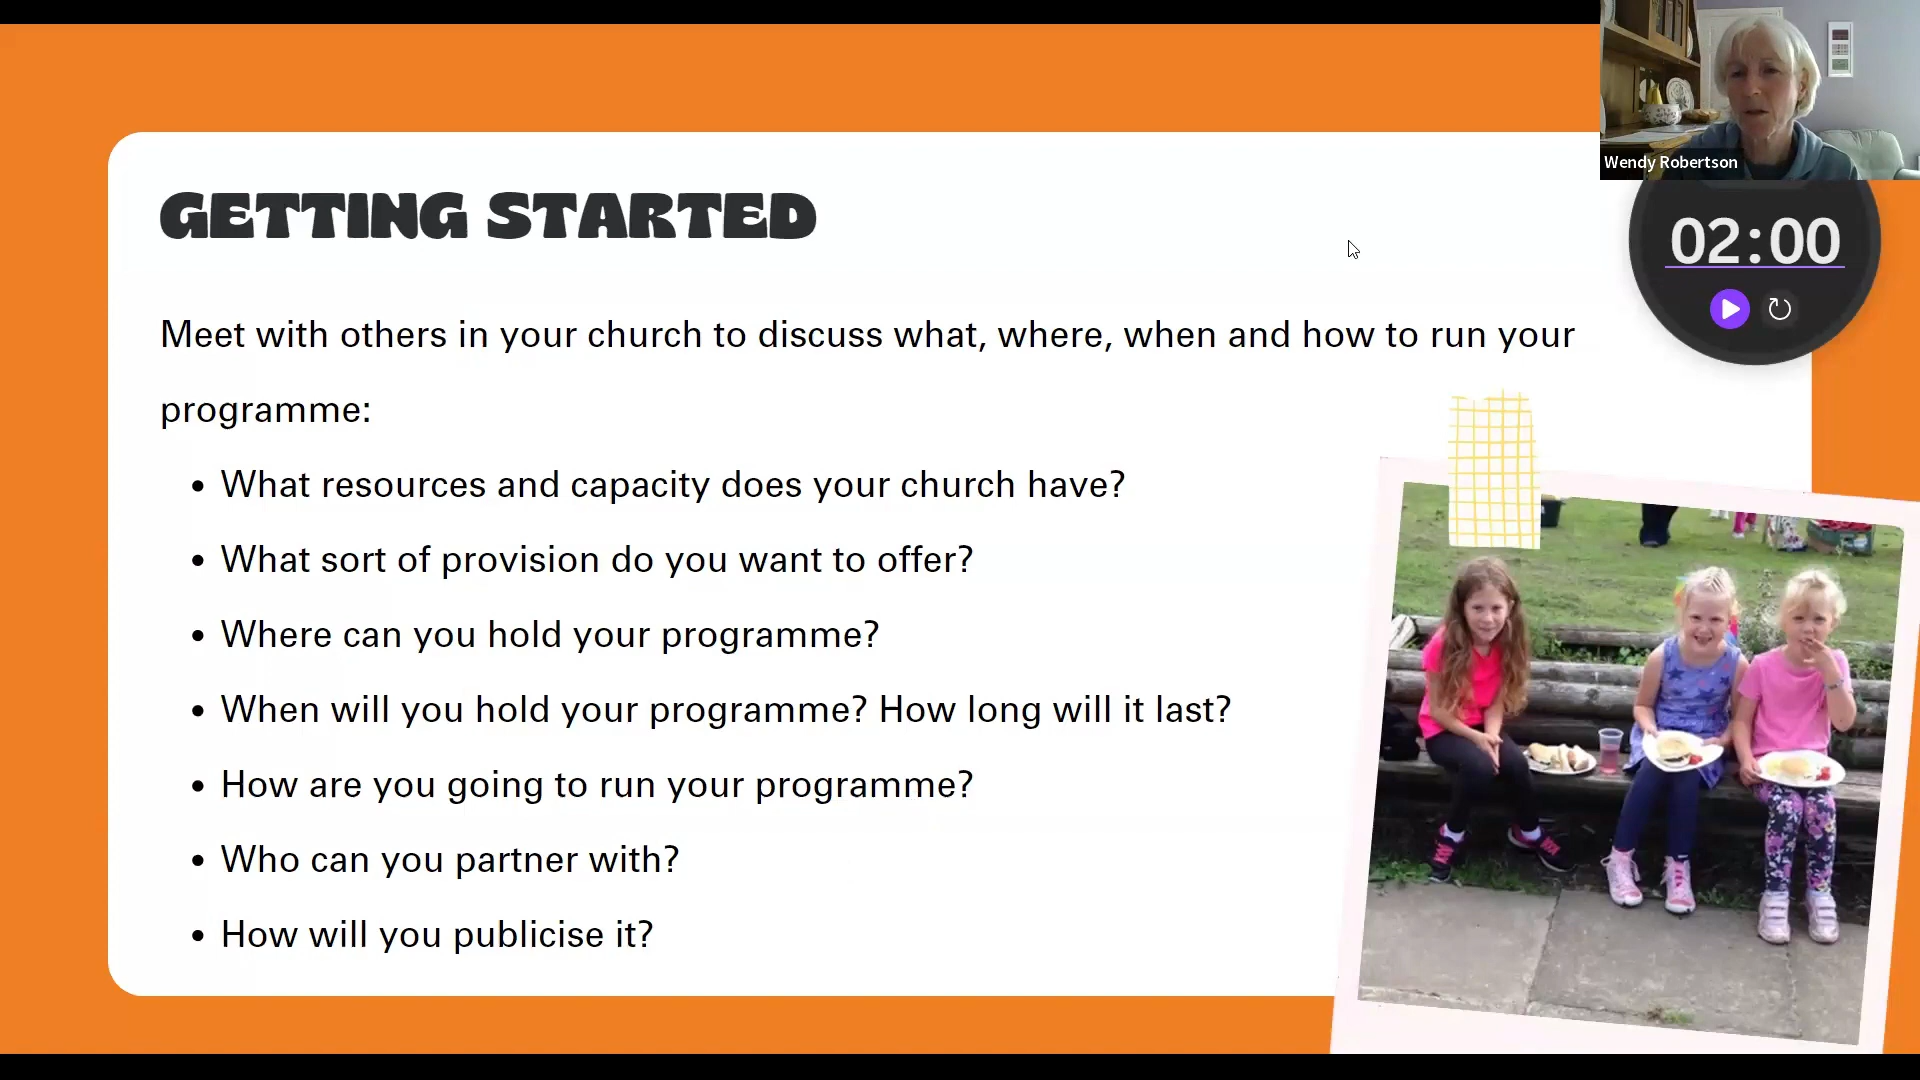 Wendy Robertson
02:00
GETTING STARTED
Meet with others in your church to discuss what, where, when and how to run your
programme:
• What resources and capacity does your church have?
• What sort of provision do you want to offer?
• Where can you hold your programme?
• When will you hold your programme? How long will it last?
• How are you going to run your programme?
• Who can you partner with?
• How will you publicise it?